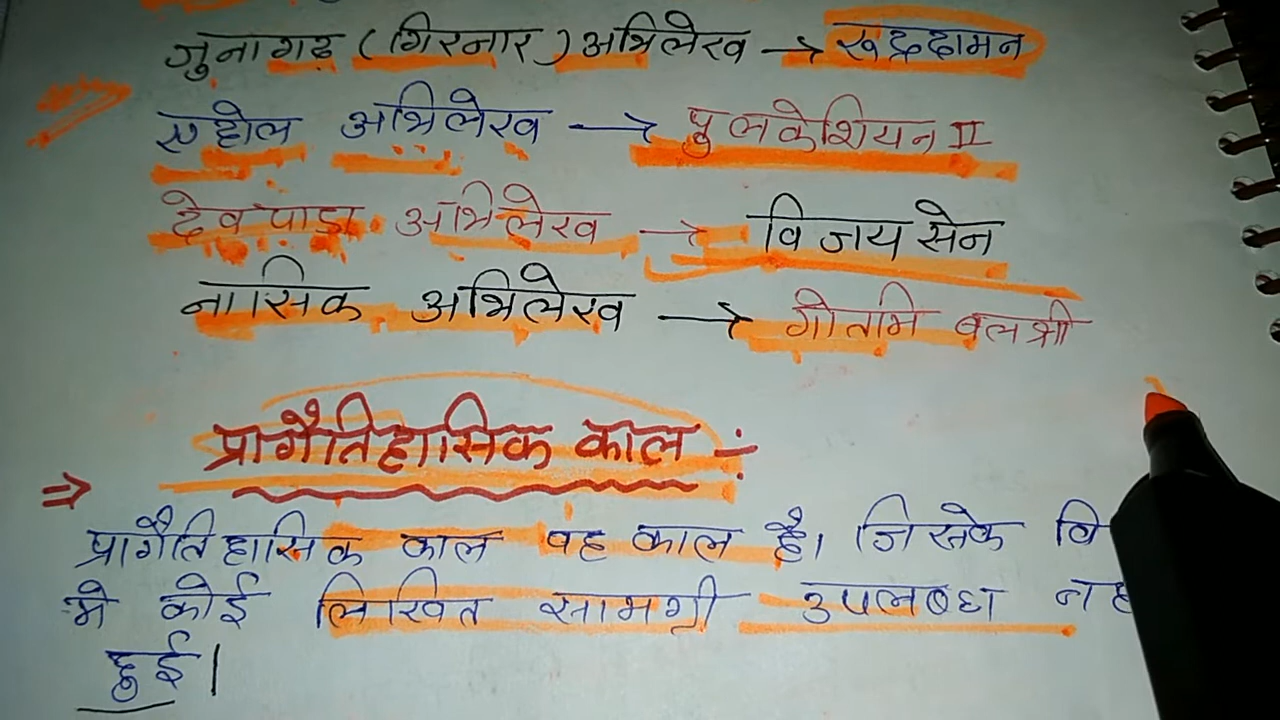 जुनागढ़ (गिरनार) अभिलेख → रूद्रदामन
एहोल अभिलेख → पुलकेशियन II
देवपाड़ा अभिलेख → विजयसेन
नासिक अभिलेख → गौतमि बलश्री
प्रागैतिहासिक काल :-
⇒ प्रागैतिहासिक काल वह काल है। जिसके वि
मे कोई लिखित सामग्री उपलब्ध नह
हुई।